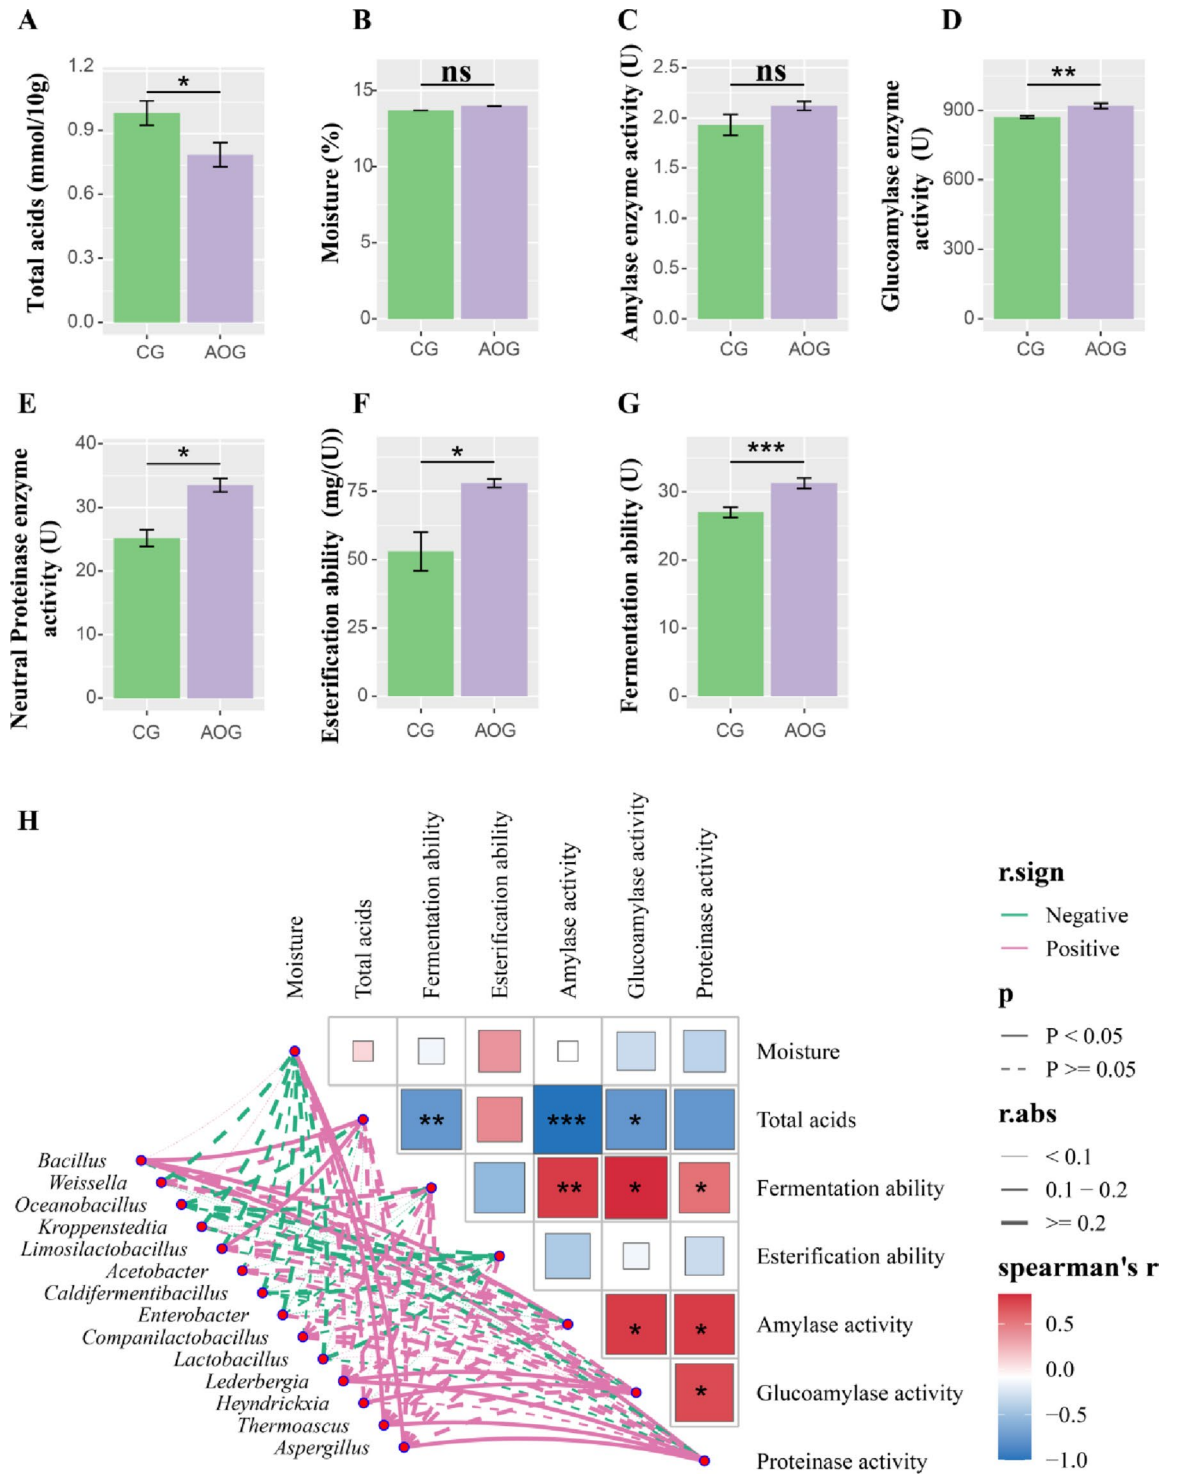 A
Total acids (mmol/10g)
1.2
0.9
0.6
0.3
0.0
*
CG AOG
B
Moisture (%)
15
10
5
0
ns
CG AOG
C
Amylase enzyme activity (U)
2.5
2.0
1.5
1.0
0.5
0.0
ns
CG AOG
D
Glucoamylase enzyme
activity (U)
900
600
300
0
**
CG AOG
E
Neutral Proteinase enzyme
activity (U)
40
30
20
10
0
*
CG AOG
F
Esterification ability (mg/(U))
75
50
25
0
*
CG AOG
G
Fermentation ability (U)
30
20
10
0
***
CG AOG
H
Moisture
Total acids
Fermentation ability
Esterification ability
Amylase activity
Glucoamylase activity
Proteinase activity
Moisture
** *** * Total acids
** * * Fermentation ability
Esterification ability
* * Amylase activity
* Glucoamylase activity
Proteinase activity
Bacillus
Weissella
Oceanobacillus
Kroppenstedtia
Limosilactobacillus
Acetobacter
Caldifermentibacillus
Enterobacter
Companilactobacillus
Lactobacillus
Lederbergia
Heyndrickxia
Thermoascus
Aspergillus
r.sign
Negative
Positive
p
P < 0.05
P >= 0.05
r.abs
< 0.1
0.1 − 0.2
>= 0.2
spearman's r
0.5
0.0
−0.5
−1.0